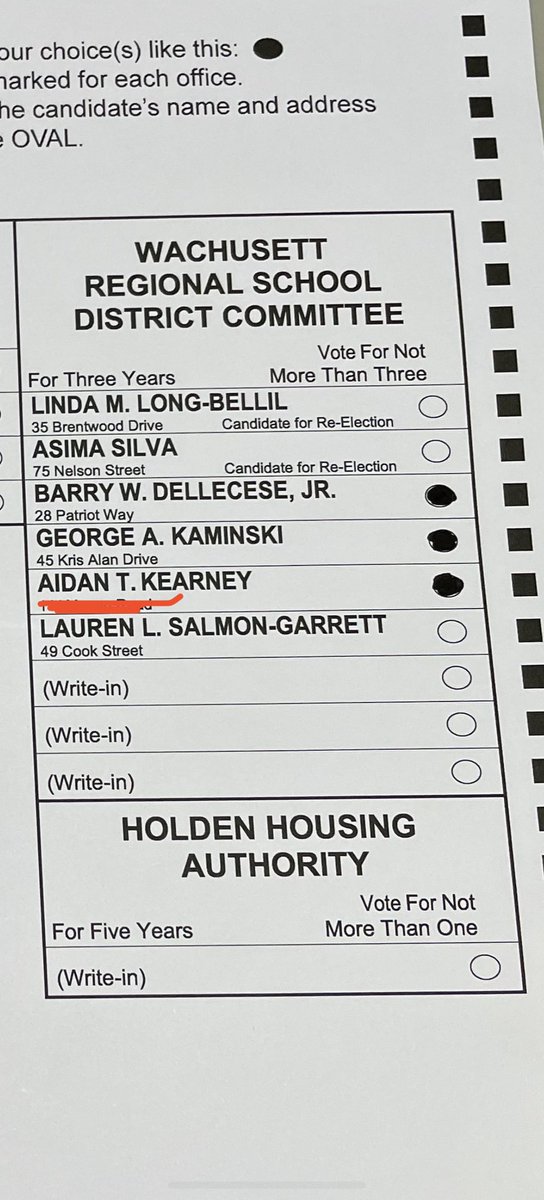 our choice(s) like this:
marked for each office.
he candidate's name and address
e OVAL.
WACHUSETT
REGIONAL SCHOOL
DISTRICT COMMITTEE
Vote For Not
For Three Years More Than Three
LINDA M. LONG-BELLIL
35 Brentwood Drive Candidate for Re-Election
ASIMA SILVA
75 Nelson Street Candidate for Re-Election
BARRY W. DELLECESE, JR.
28 Patriot Way
GEORGE A. KAMINSKI
45 Kris Alan Drive
AIDAN T. KEARNEY
LAUREN L. SALMON-GARRETT
49 Cook Street
(Write-in)
(Write-in)
(Write-in)
HOLDEN HOUSING
AUTHORITY
Vote For Not
For Five Years More Than One
(Write-in)